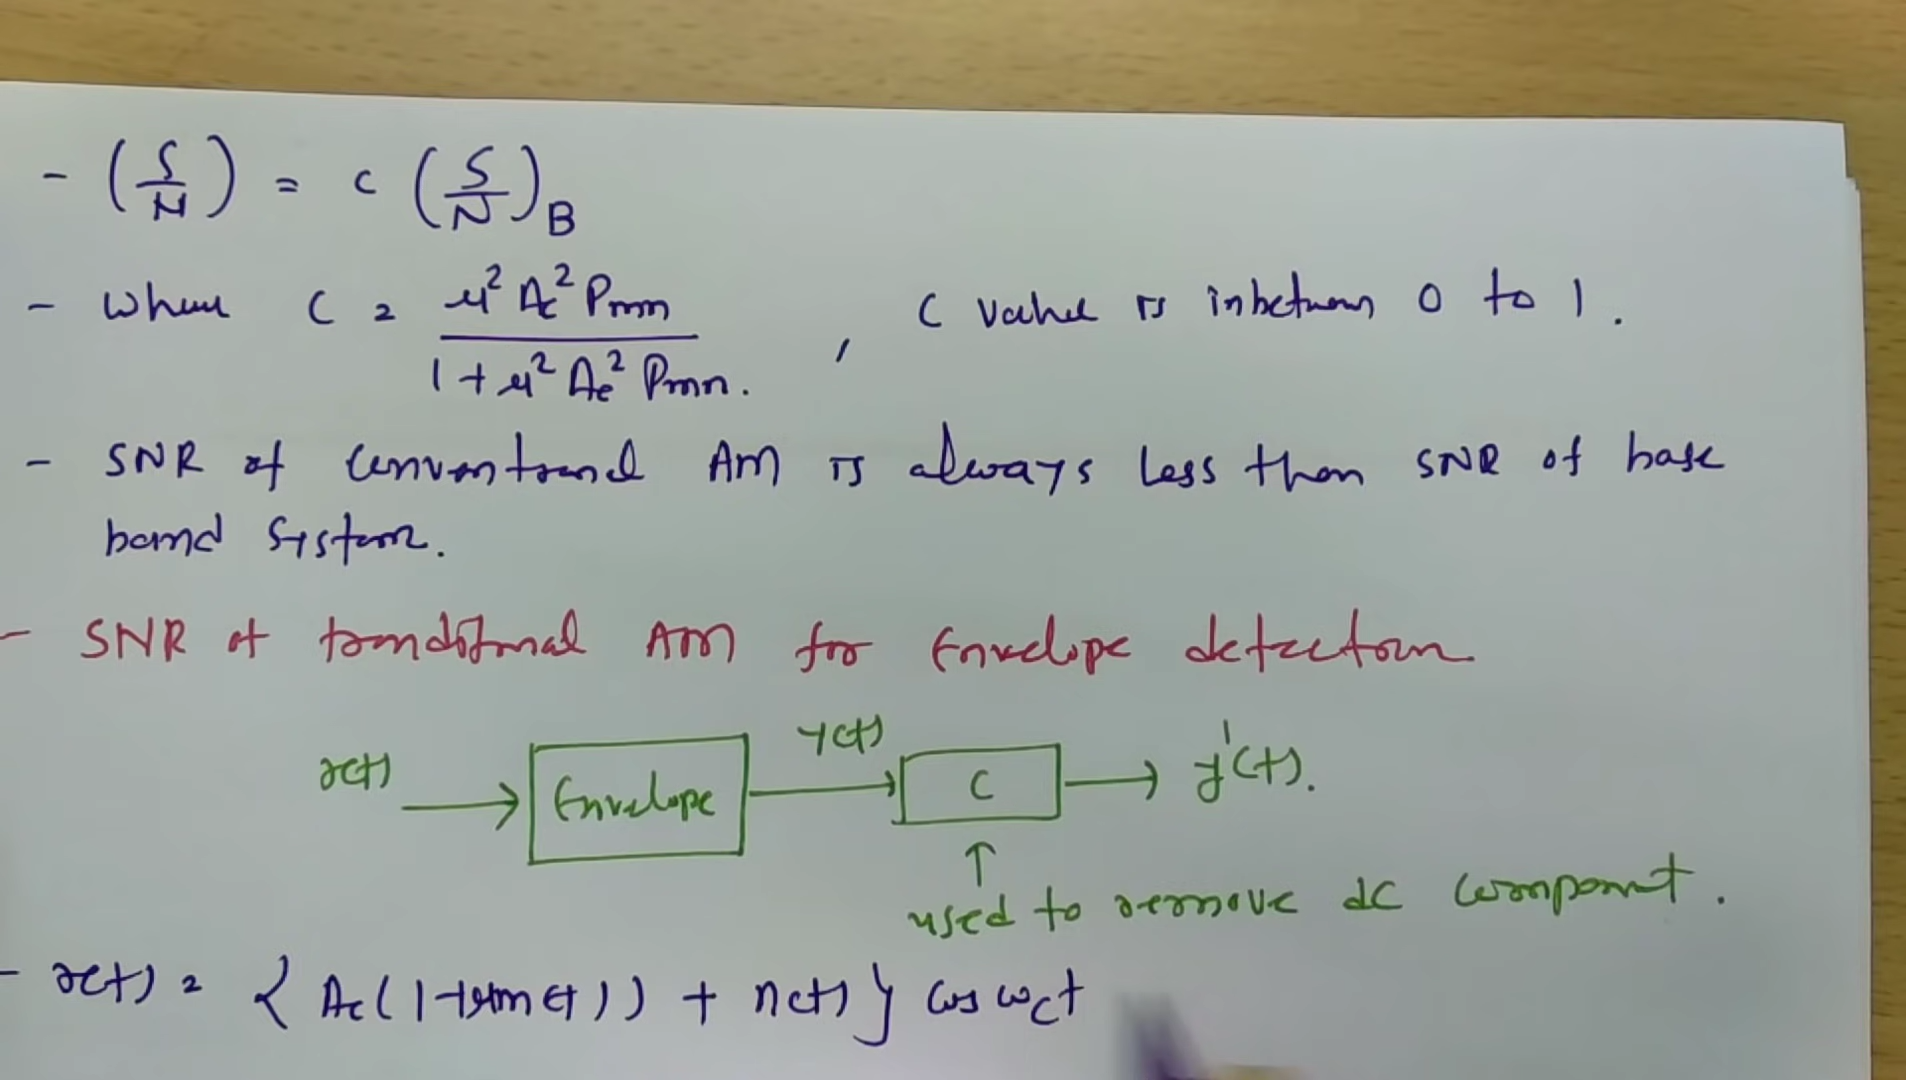 - (S/N) = C (S/N)B
- Where C = μ² Ac² Pmn / 1 + μ² Ac² Pmn. , C value is inbetween 0 to 1.
- SNR of Conventional AM is always less than SNR of base
band System.
- SNR of traditional AM for Envelope detection
r(t) → Envelope y(t) → C → y'(t).
↑
used to remove dc component.
- r(t) = { Ac(1+μm(t)) + n(t) } cos ωct